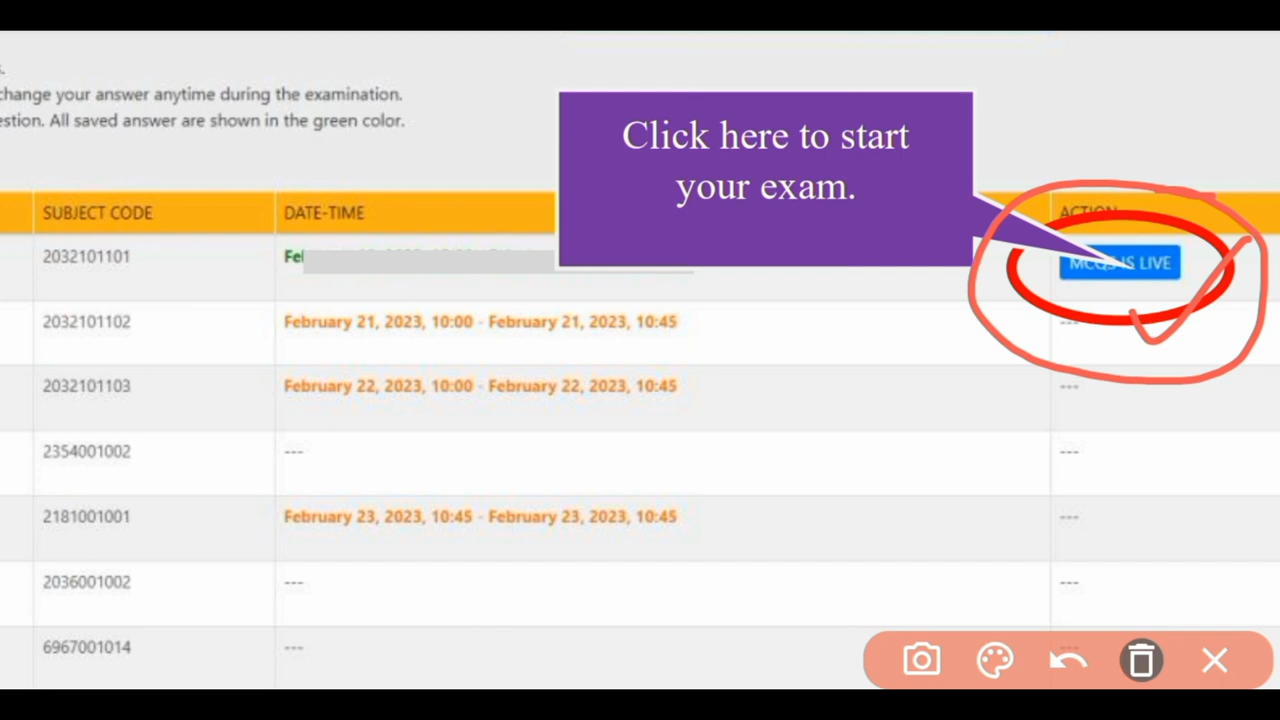 s.
change your answer anytime during the examination.
estion. All saved answer are shown in the green color.
Click here to start
your exam.
SUBJECT CODE DATE-TIME ACTION
2032101101 MCQS IS LIVE
2032101102 February 21, 2023, 10:00 - February 21, 2023, 10:45 ---
2032101103 February 22, 2023, 10:00 - February 22, 2023, 10:45 ---
2354001002 --- ---
2181001001 February 23, 2023, 10:45 - February 23, 2023, 10:45 ---
2036001002 --- ---
6967001014 ---